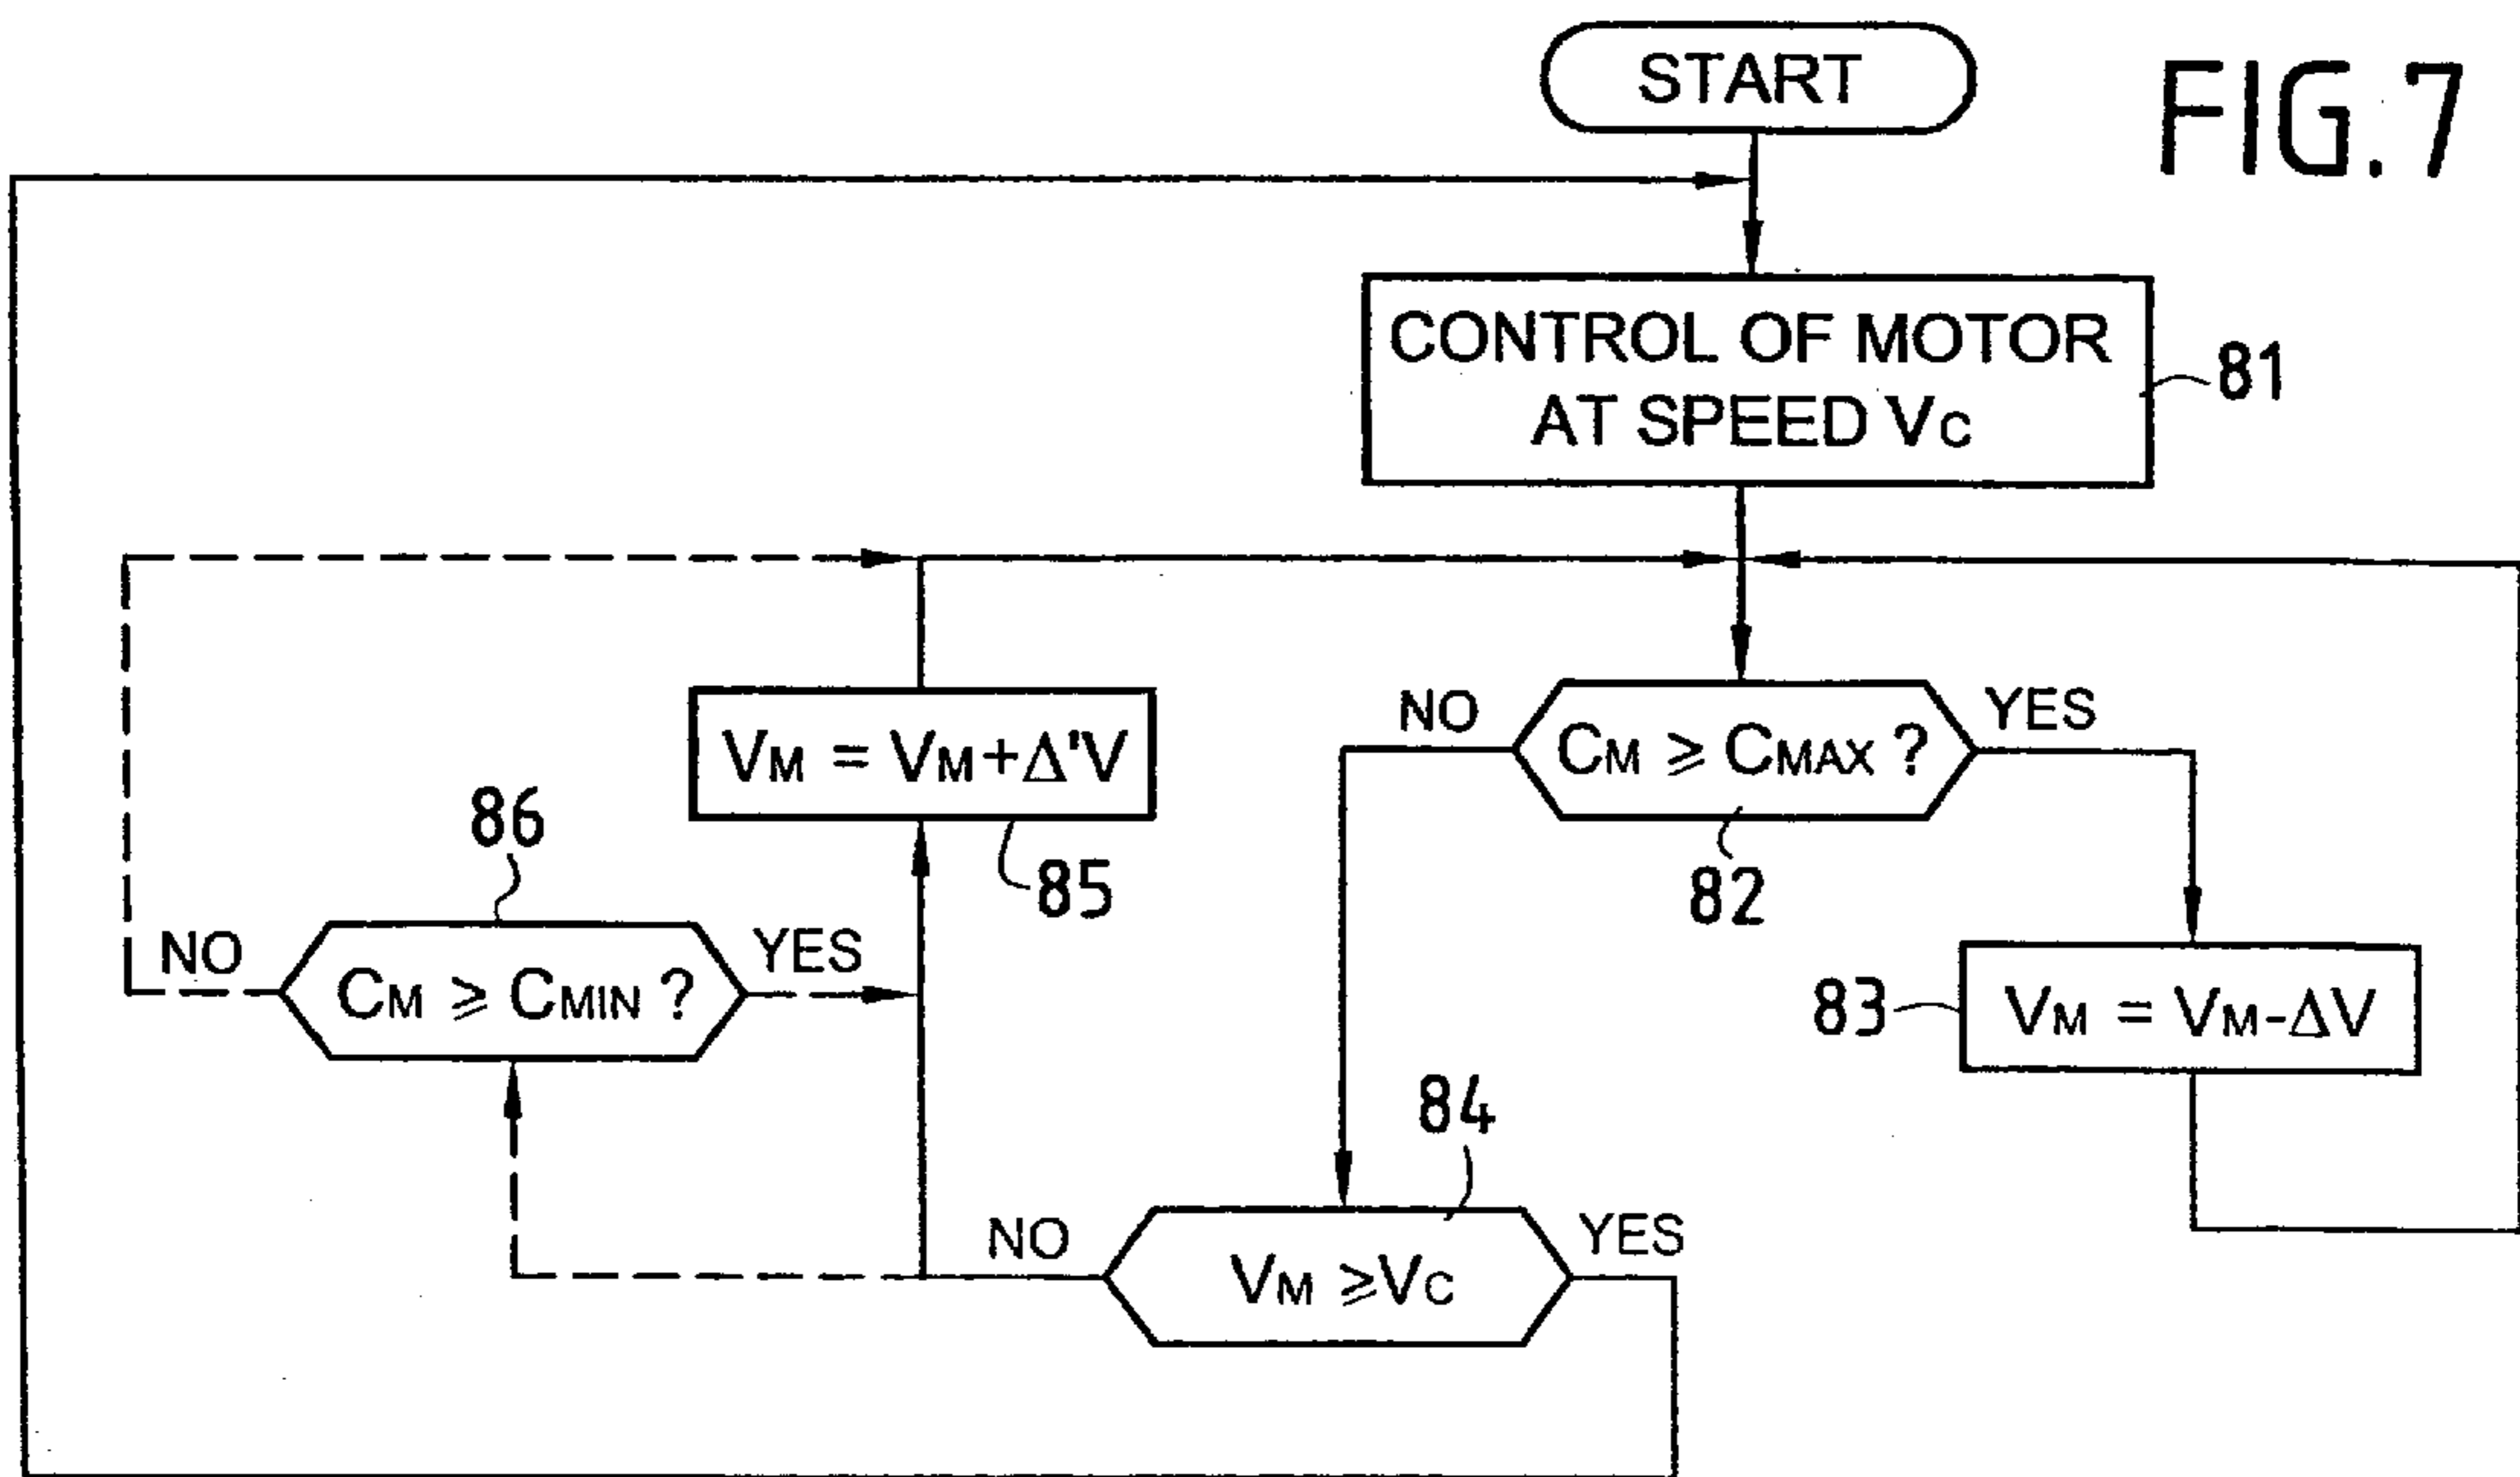 START
FIG.7
CONTROL OF MOTOR
AT SPEED VC
81
NO
YES
CM ⩾ CMAX ?
82
VM = VM+Δ'V
85
86
NO
YES
CM ⩾ CMIN ?
83
VM = VM-ΔV
84
NO
YES
VM ⩾VC